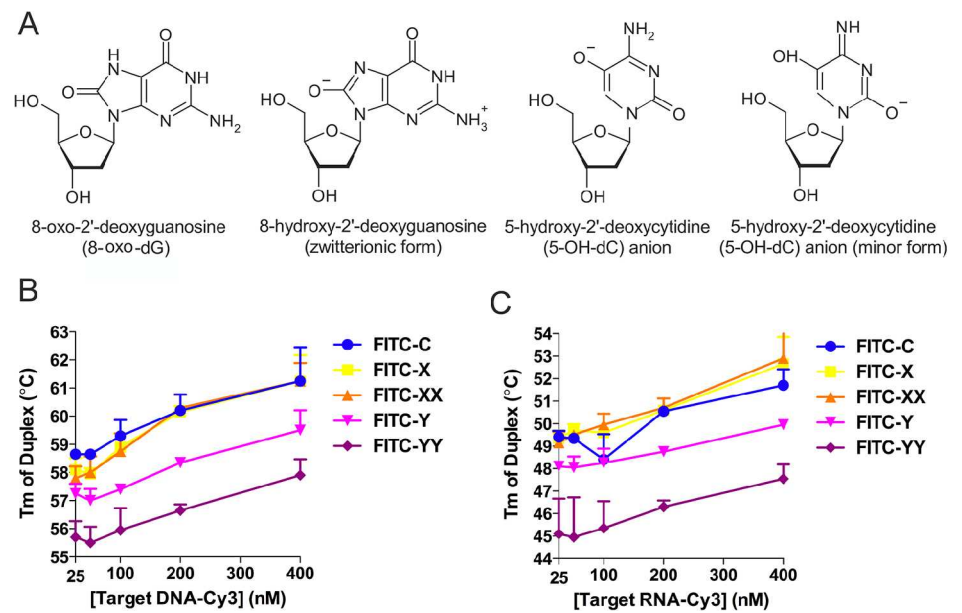 A
O
H
N
NH
O
N
N
NH2
HO
O
OH
8-oxo-2'-deoxyguanosine
(8-oxo-dG)
O
N
NH
−O
N
N
NH3+
HO
O
OH
8-hydroxy-2'-deoxyguanosine
(zwitterionic form)
NH2
O−
N
N
O
HO
O
OH
5-hydroxy-2'-deoxycytidine
(5-OH-dC) anion
NH
OH
N
N
O−
HO
O
OH
5-hydroxy-2'-deoxycytidine
(5-OH-dC) anion (minor form)
B
Tm of Duplex (°C)
63
62
61
60
59
58
57
56
55
25
100
200
300
400
[Target DNA-Cy3] (nM)
FITC-C
FITC-X
FITC-XX
FITC-Y
FITC-YY
C
Tm of Duplex (°C)
54
53
52
51
50
49
48
47
46
45
44
25
100
200
300
400
[Target RNA-Cy3] (nM)
FITC-C
FITC-X
FITC-XX
FITC-Y
FITC-YY